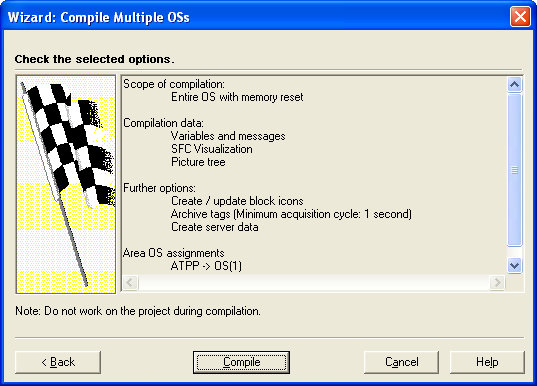 Wizard: Compile Multiple OSs
Check the selected options.
Scope of compilation:
Entire OS with memory reset
Compilation data:
Variables and messages
SFC Visualization
Picture tree
Further options:
Create / update block icons
Archive tags (Minimum acquisition cycle: 1 second)
Create server data
Area OS assignments
ATPP -> OS(1)
Note: Do not work on the project during compilation.
< Back
Compile
Cancel
Help